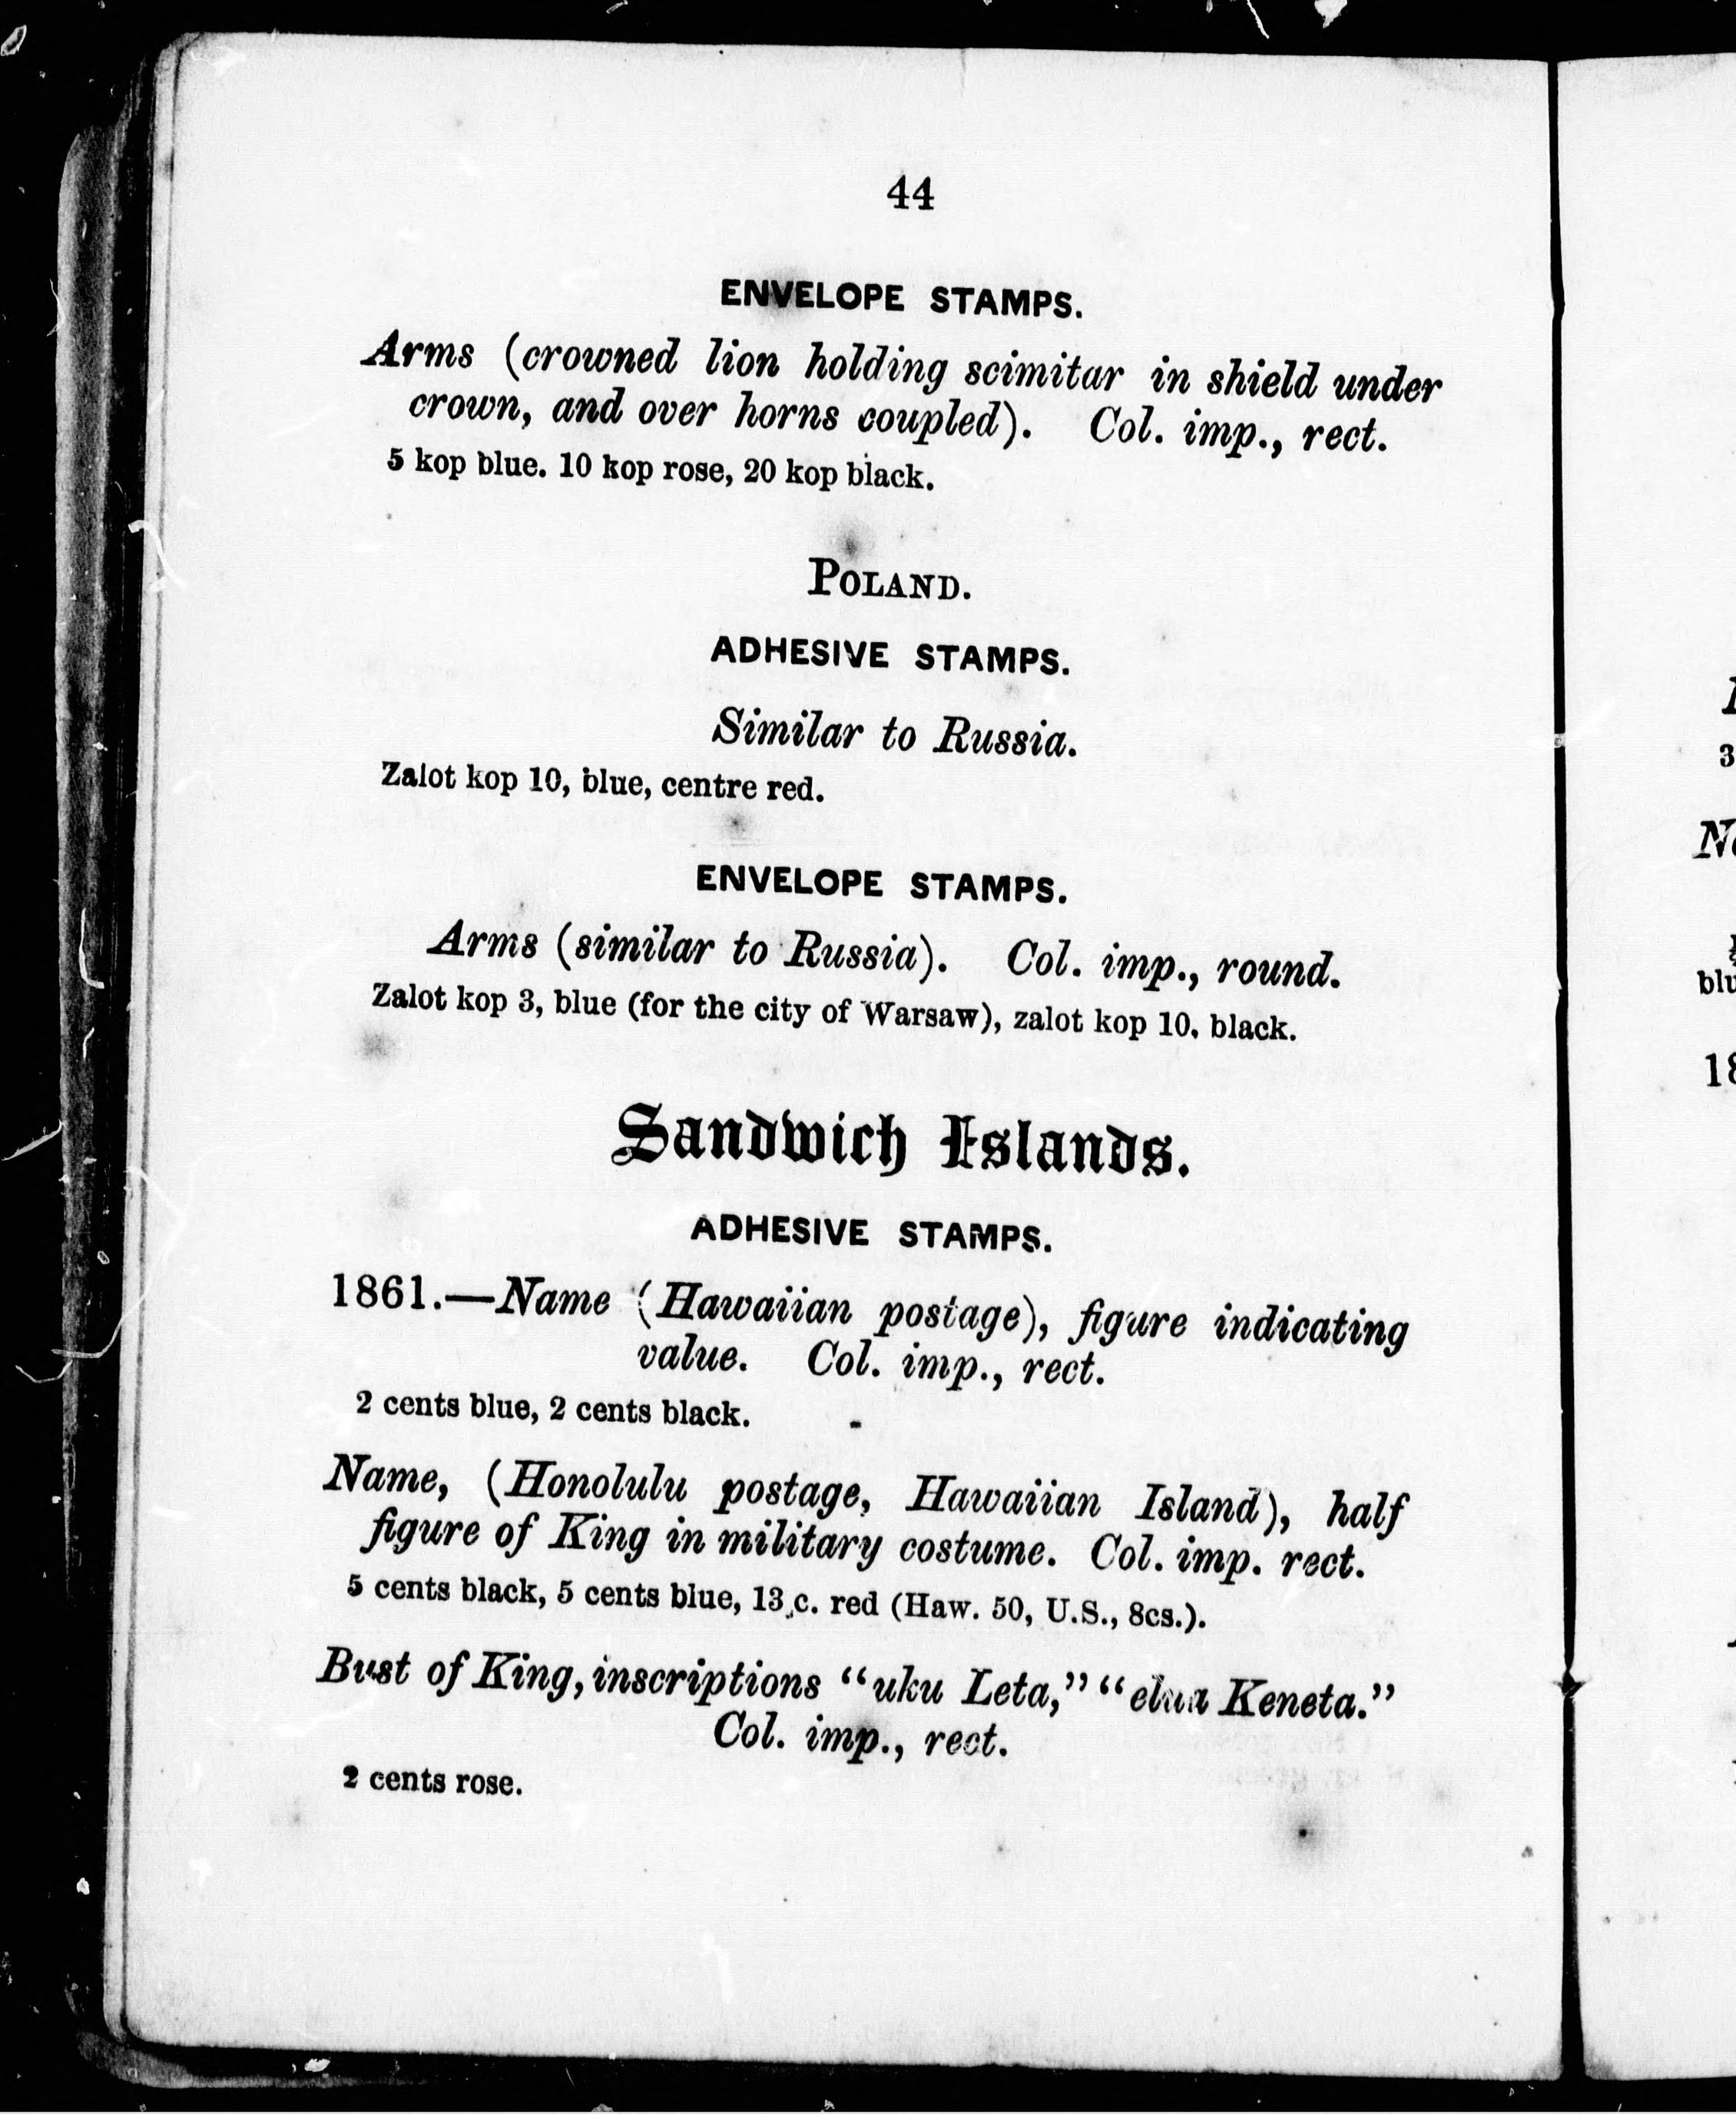 44
ENVELOPE STAMPS.
Arms (crowned lion holding scimitar in shield under
crown, and over horns coupled). Col. imp., rect.
5 kop blue. 10 kop rose, 20 kop black.
POLAND.
ADHESIVE STAMPS.
Similar to Russia.
Zalot kop 10, blue, centre red.
ENVELOPE STAMPS.
Arms (similar to Russia). Col. imp., round.
Zalot kop 3, blue (for the city of Warsaw), zalot kop 10, black.
Sandwich Islands.
ADHESIVE STAMPS.
1861.—Name (Hawaiian postage), figure indicating
value. Col. imp., rect.
2 cents blue, 2 cents black.
Name, (Honolulu postage, Hawaiian Island), half
figure of King in military costume. Col. imp. rect.
5 cents black, 5 cents blue, 13 c. red (Haw. 50, U.S., 8cs.).
Bust of King, inscriptions “uku Leta,” “elua Keneta.”
Col. imp., rect.
2 cents rose.